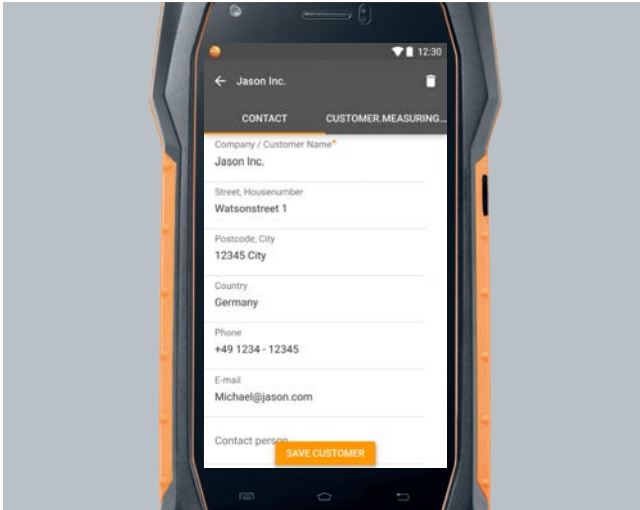 12:30
Jason Inc.
CONTACT CUSTOMER.MEASURING...
Company / Customer Name*
Jason Inc.
Street, Housenumber
Watsonstreet 1
Postcode, City
12345 City
Country
Germany
Phone
+49 1234 - 12345
E-mail
Michael@jason.com
Contact person
SAVE CUSTOMER